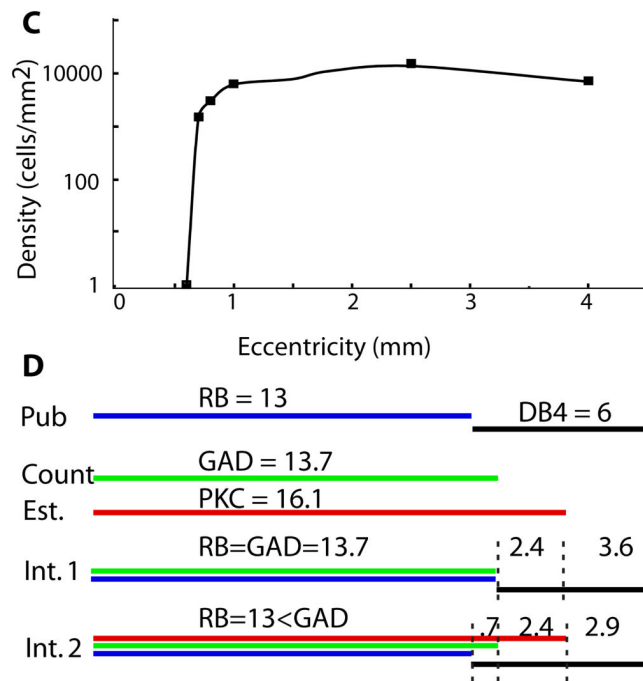 C
Density (cells/mm2)
10000
100
1
0 1 2 3 4
Eccentricity (mm)
D
Pub RB = 13 DB4 = 6
Count GAD = 13.7
Est. PKC = 16.1
Int. 1 RB=GAD=13.7 2.4 3.6
Int. 2 RB=13<GAD .7 2.4 2.9